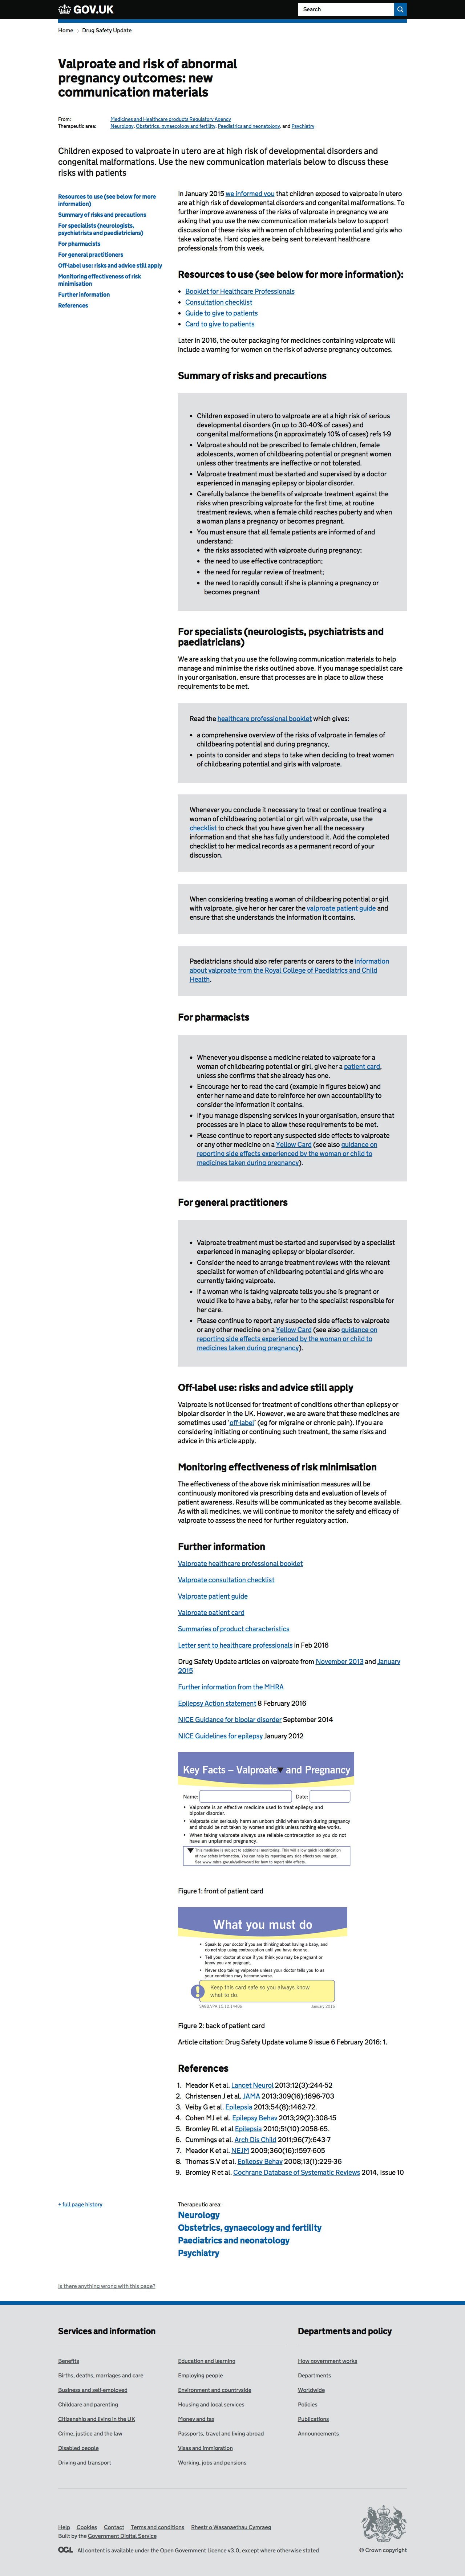 GOV.UK
Search
Home
Drug Safety Update
Valproate and risk of abnormal
pregnancy outcomes: new
communication materials
From:
Medicines and Healthcare products Regulatory Agency
Therapeutic area:
Neurology, Obstetrics, gynaecology and fertility, Paediatrics and neonatology, and Psychiatry
Children exposed to valproate in utero are at high risk of developmental
disorders and congenital malformations. Use the new communication materials below to discuss these
risks with patients
Resources to use (see below for more
information)
Summary of risks and precautions
For specialists (neurologists,
psychiatrists and paediatricians)
For pharmacists
For general practitioners
Off-label use: risks and advice still apply
Monitoring effectiveness of risk
minimisation
Further information
References
In January 2015 we informed you that children exposed to valproate in utero
are at high risk of developmental disorders and congenital malformations. To
further improve awareness of the risks of valproate in pregnancy we are
asking that you use the new communication materials below to support
discussion of these risks with women of childbearing potential and girls who
take valproate. Hard copies are being sent to relevant healthcare
professionals from this week.
Resources to use (see below for more information):
• Booklet for Healthcare Professionals
• Consultation checklist
• Guide to give to patients
• Card to give to patients
Later in 2016, the outer packaging for medicines containing valproate will
include a warning for women on the risk of adverse pregnancy outcomes.
Summary of risks and precautions
• Children exposed in utero to valproate are at a high risk of serious
developmental disorders (in up to 30-40% of cases) and
congenital malformations (in approximately 10% of cases) refs 1-9
• Valproate should not be prescribed to female children, female
adolescents, women of childbearing potential or pregnant women
unless other treatments are ineffective or not tolerated.
• Valproate treatment must be started and supervised by a doctor
experienced in managing epilepsy or bipolar disorder.
• Carefully balance the benefits of valproate treatment against the
risks when prescribing valproate for the first time, at routine
treatment reviews, when a female child reaches puberty and when
a woman plans a pregnancy or becomes pregnant.
• You must ensure that all female patients are informed of and
understand:
• the risks associated with valproate during pregnancy;
• the need to use effective contraception;
• the need for regular review of treatment;
• the need to rapidly consult if she is planning a pregnancy or
becomes pregnant
For specialists (neurologists, psychiatrists and
paediatricians)
We are asking that you use the following communication materials to help
manage and minimise the risks outlined above. If you manage specialist care
in your organisation, ensure that processes are in place to allow these
requirements to be met.
Read the healthcare professional booklet which gives:
• a comprehensive overview of the risks of valproate in females of
childbearing potential and during pregnancy,
• points to consider and steps to take when deciding to treat women
of childbearing potential and girls with valproate.
Whenever you conclude it necessary to treat or continue treating a
woman of childbearing potential or girl with valproate, use the
checklist to check that you have given her all the necessary
information and that she has fully understood it. Add the completed
checklist to her medical records as a permanent record of your
discussion.
When considering treating a woman of childbearing potential or girl
with valproate, give her or her carer the valproate patient guide and
ensure that she understands the information it contains.
Paediatricians should also refer parents or carers to the information
about valproate from the Royal College of Paediatrics and Child
Health.
For pharmacists
• Whenever you dispense a medicine related to valproate for a
woman of childbearing potential or girl, give her a patient card,
unless she confirms that she already has one.
• Encourage her to read the card (example in figures below) and
enter her name and date to reinforce her own accountability to
consider the information it contains.
• If you manage dispensing services in your organisation, ensure that
processes are in place to allow these requirements to be met.
• Please continue to report any suspected side effects to valproate
or any other medicine on a Yellow Card (see also guidance on
reporting side effects experienced by the woman or child to
medicines taken during pregnancy).
For general practitioners
• Valproate treatment must be started and supervised by a specialist
experienced in managing epilepsy or bipolar disorder.
• Consider the need to arrange treatment reviews with the relevant
specialist for women of childbearing potential and girls who are
currently taking valproate.
• If a woman who is taking valproate tells you she is pregnant or
would like to have a baby, refer her to the specialist responsible for
her care.
• Please continue to report any suspected side effects to valproate
or any other medicine on a Yellow Card (see also guidance on
reporting side effects experienced by the woman or child to
medicines taken during pregnancy).
Off-label use: risks and advice still apply
Valproate is not licensed for treatment of conditions other than epilepsy or
bipolar disorder in the UK. However, we are aware that these medicines are
sometimes used ‘off-label’ (eg for migraine or chronic pain). If you are
considering initiating or continuing such treatment, the same risks and
advice in this article apply.
Monitoring effectiveness of risk minimisation
The effectiveness of the above risk minimisation measures will be
continuously monitored via prescribing data and evaluation of levels of
patient awareness. Results will be communicated as they become available.
As with all medicines, we will continue to monitor the safety and efficacy of
valproate to assess the need for further regulatory action.
Further information
Valproate healthcare professional booklet
Valproate consultation checklist
Valproate patient guide
Valproate patient card
Summaries of product characteristics
Letter sent to healthcare professionals in Feb 2016
Drug Safety Update articles on valproate from November 2013 and January
2015
Further information from the MHRA
Epilepsy Action statement 8 February 2016
NICE Guidance for bipolar disorder September 2014
NICE Guidelines for epilepsy January 2012
Key Facts – Valproate▼ and Pregnancy
Name:
Date:
• Valproate is an effective medicine used to treat epilepsy and
bipolar disorder.
• Valproate can seriously harm an unborn child when taken during pregnancy
and should be not taken by women and girls unless nothing else works.
• When taking valproate always use reliable contraception so you do not
have an unplanned pregnancy.
▼ This medicine is subject to additional monitoring. This will allow quick identification
of new safety information. You can help by reporting any side effects you may get.
See www.mhra.gov.uk/yellowcard for how to report side effects.
Figure 1: front of patient card
What you must do
• Speak to your doctor if you are thinking about having a baby, and
do not stop using contraception until you have done so.
• Tell your doctor at once if you think you may be pregnant or
know you are pregnant.
• Never stop taking valproate unless your doctor tells you to as
your condition may become worse.
! Keep this card safe so you always know
what to do.
January 2016
Figure 2: back of patient card
Article citation: Drug Safety Update volume 9 issue 6 February 2016: 1.
References
1. Meador K et al. Lancet Neurol 2013;12(3):244-52
2. Christensen J et al. JAMA 2013;309(16):1696-703
3. Veiby G et al. Epilepsia 2013;54(8):1462-72.
4. Cohen MJ et al. Epilepsy Behav 2013;29(2):308-15
5. Bromley RL et al Epilepsia 2010;51(10):2058-65.
6. Cummings et al. Arch Dis Child 2011;96(7):643-7
7. Meador K et al. NEJM 2009;360(16):1597-605
8. Thomas S.V et al. Epilepsy Behav 2008;13(1):229-36
9. Bromley R et al. Cochrane Database of Systematic Reviews 2014, Issue 10
+ full page history
Therapeutic area:
Neurology
Obstetrics, gynaecology and fertility
Paediatrics and neonatology
Psychiatry
Is there anything wrong with this page?
Services and information
Departments and policy
Benefits
Education and learning
How government works
Births, deaths, marriages and care
Employing people
Departments
Business and self-employed
Environment and countryside
Worldwide
Childcare and parenting
Housing and local services
Policies
Citizenship and living in the UK
Money and tax
Publications
Crime, justice and the law
Passports, travel and living abroad
Announcements
Disabled people
Visas and immigration
Driving and transport
Working, jobs and pensions
Help
Cookies
Contact
Terms and conditions
Rhestr o Wasanaethau Cymraeg
Built by the Government Digital Service
OGL
All content is available under the Open Government Licence v3.0, except where otherwise stated
© Crown copyright